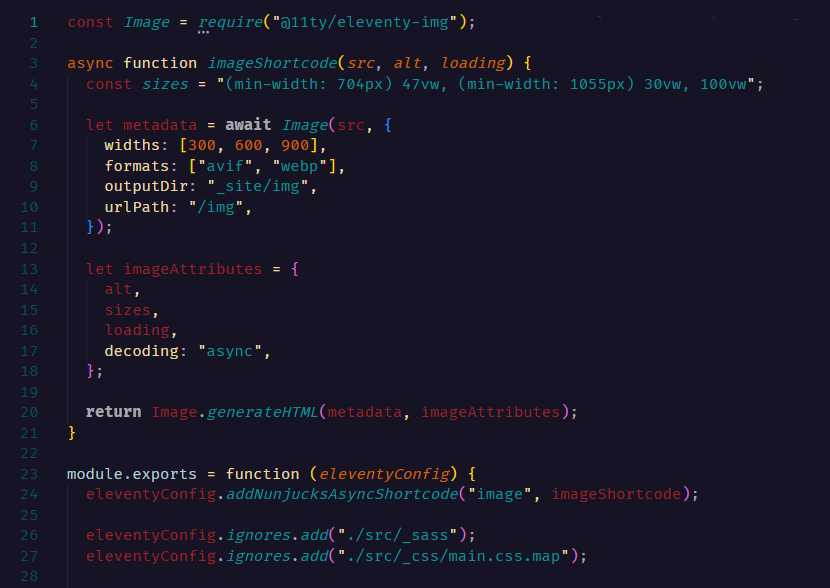 1 const Image = require("@11ty/eleventy-img");
2
3 async function imageShortcode(src, alt, loading) {
4   const sizes = "(min-width: 704px) 47vw, (min-width: 1055px) 30vw, 100vw";
5
6   let metadata = await Image(src, {
7     widths: [300, 600, 900],
8     formats: ["avif", "webp"],
9     outputDir: "_site/img",
10     urlPath: "/img",
11   });
12
13   let imageAttributes = {
14     alt,
15     sizes,
16     loading,
17     decoding: "async",
18   };
19
20   return Image.generateHTML(metadata, imageAttributes);
21 }
22
23 module.exports = function (eleventyConfig) {
24   eleventyConfig.addNunjucksAsyncShortcode("image", imageShortcode);
25
26   eleventyConfig.ignores.add("./src/_sass");
27   eleventyConfig.ignores.add("./src/_css/main.css.map");
28